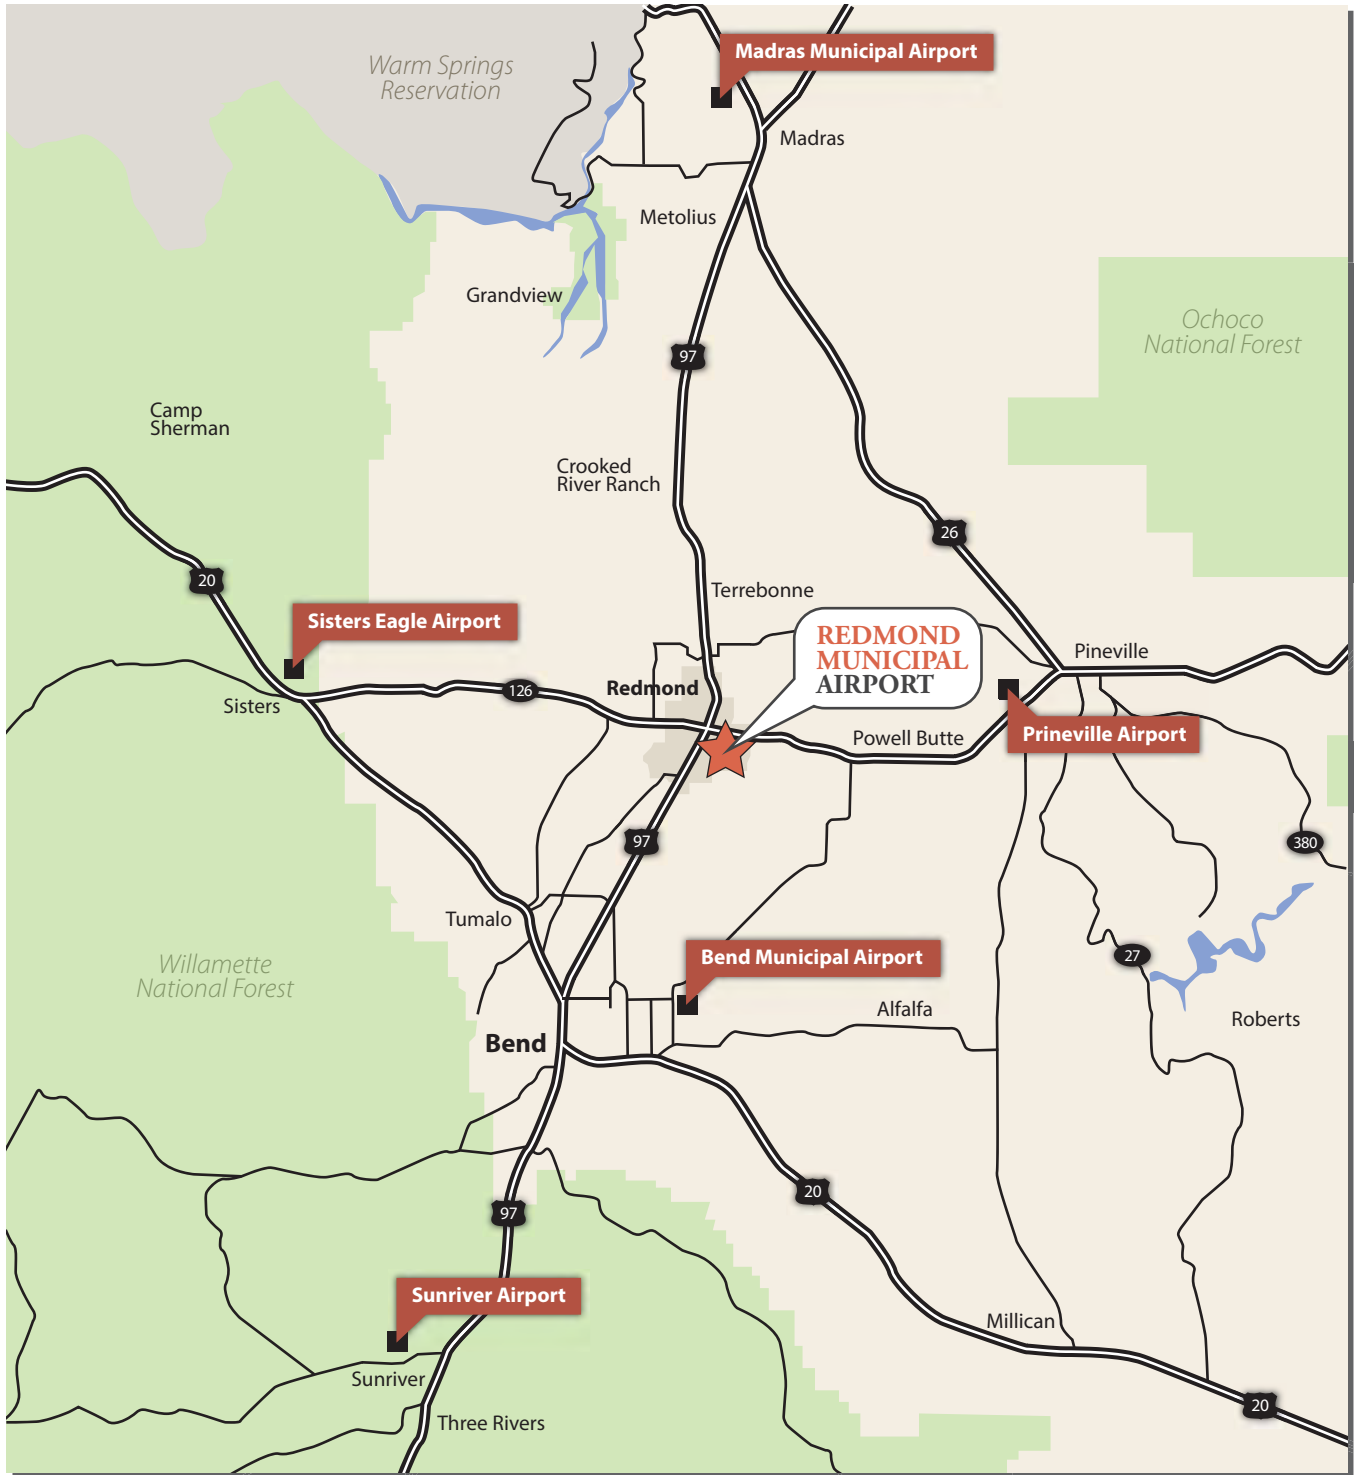 Madras Municipal Airport
Warm Springs
Reservation
Madras
Metolius
Grandview
Ochoco
National Forest
97
Camp
Sherman
Crooked
River Ranch
26
20
Terrebonne
Sisters Eagle Airport
REDMOND
MUNICIPAL
AIRPORT
Pineville
126
Redmond
Sisters
Powell Butte
Prineville Airport
97
380
Tumalo
Bend Municipal Airport
27
Willamette
National Forest
Alfalfa
Roberts
Bend
20
97
Sunriver Airport
Millican
Sunriver
20
Three Rivers